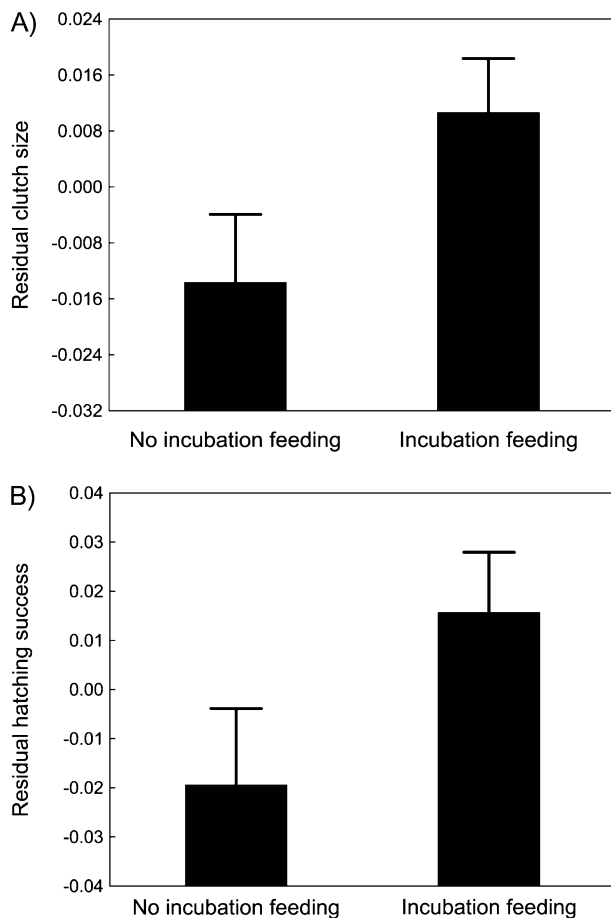 A)
Residual clutch size
0.024
0.016
0.008
0.000
-0.008
-0.016
-0.024
-0.032
No incubation feeding
Incubation feeding
B)
Residual hatching success
0.04
0.03
0.02
0.01
0.00
-0.01
-0.02
-0.03
-0.04
No incubation feeding
Incubation feeding